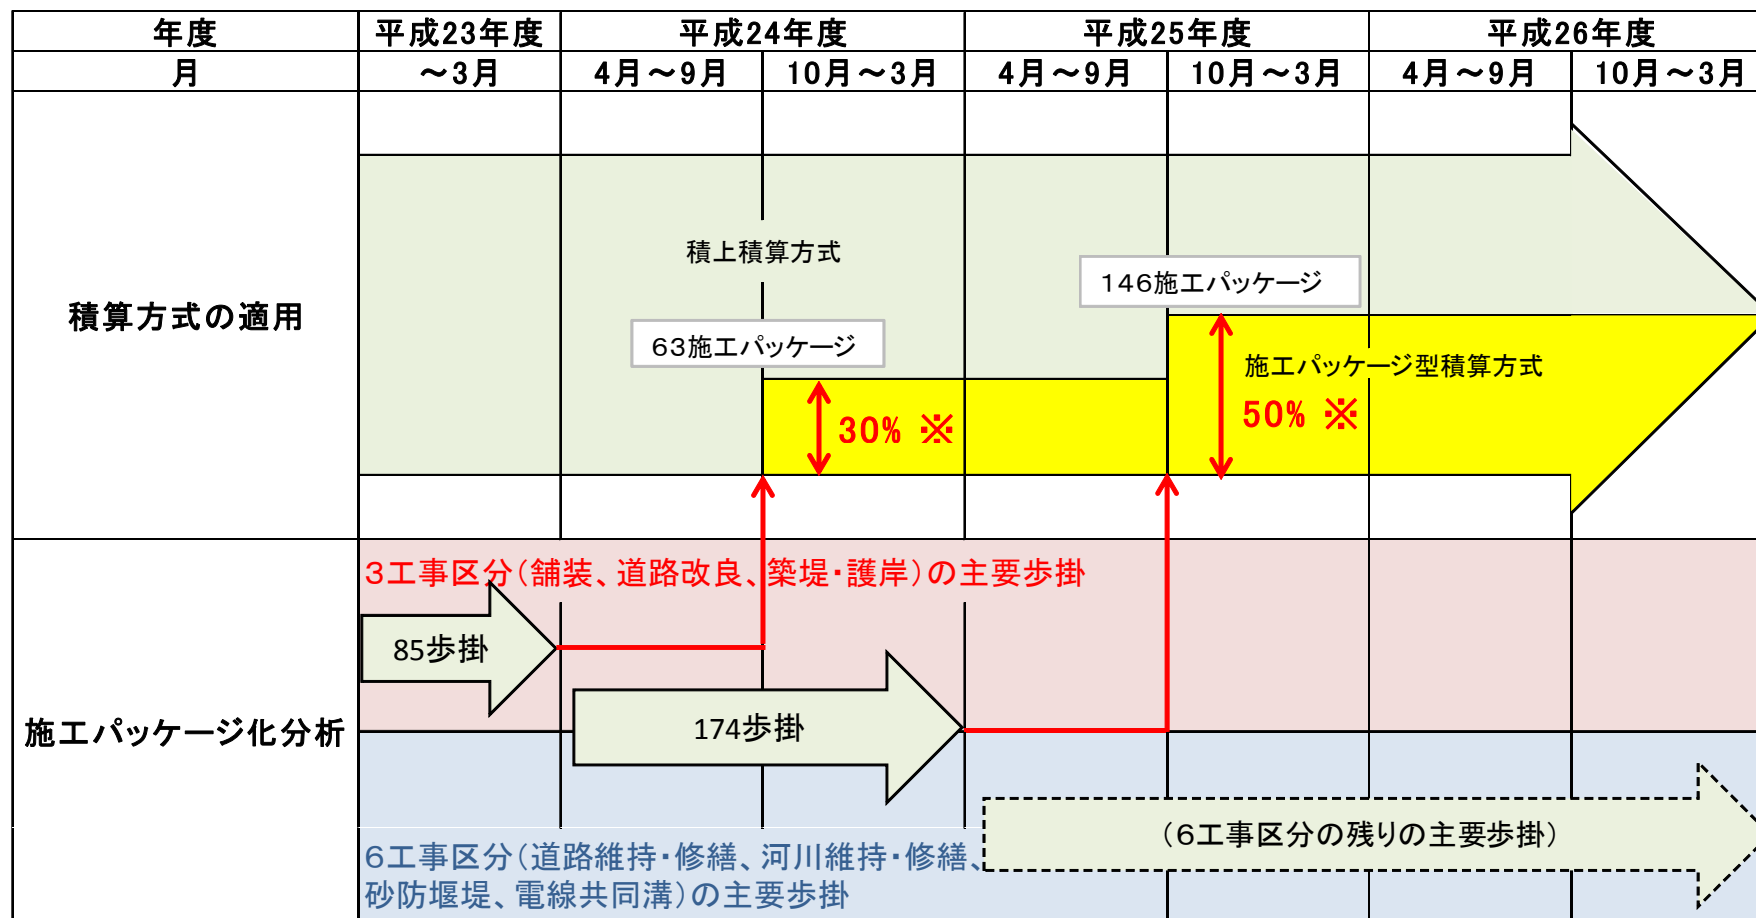 年度 平成23年度 平成24年度 平成25年度 平成26年度
月 ～3月 4月～9月 10月～3月 4月～9月 10月～3月 4月～9月 10月～3月
積算方式の適用
積上積算方式
146施工パッケージ
63施工パッケージ
施工パッケージ型積算方式
30% ※
50% ※
施工パッケージ化分析
3工事区分(舗装、道路改良、築堤・護岸)の主要歩掛
85歩掛
174歩掛
(6工事区分の残りの主要歩掛)
6工事区分(道路維持・修繕、河川維持・修繕、
砂防堰堤、電線共同溝)の主要歩掛